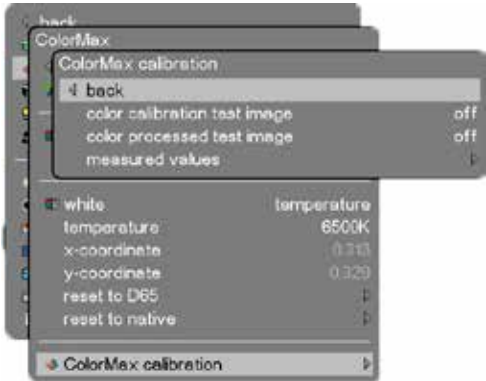 back
ColorMax
ColorMax calibration
back
color calibration test image off
color processed test image off
measured values
white temperature
temperature 6500K
x-coordinate 0.313
y-coordinate 0.329
reset to D65
reset to native
ColorMax calibration